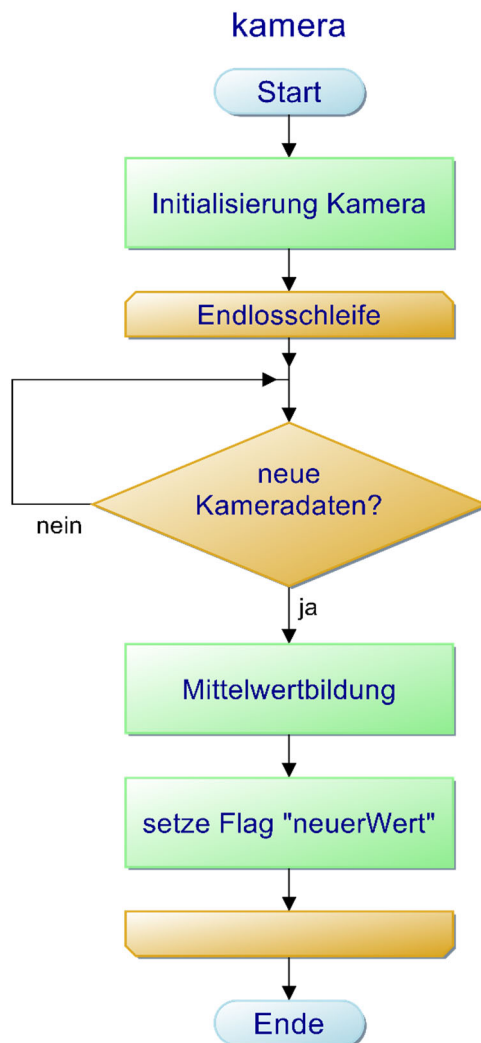 kamera
Start
Initialisierung Kamera
Endlosschleife
neue
Kameradaten?
nein
ja
Mittelwertbildung
setze Flag "neuerWert"
Ende